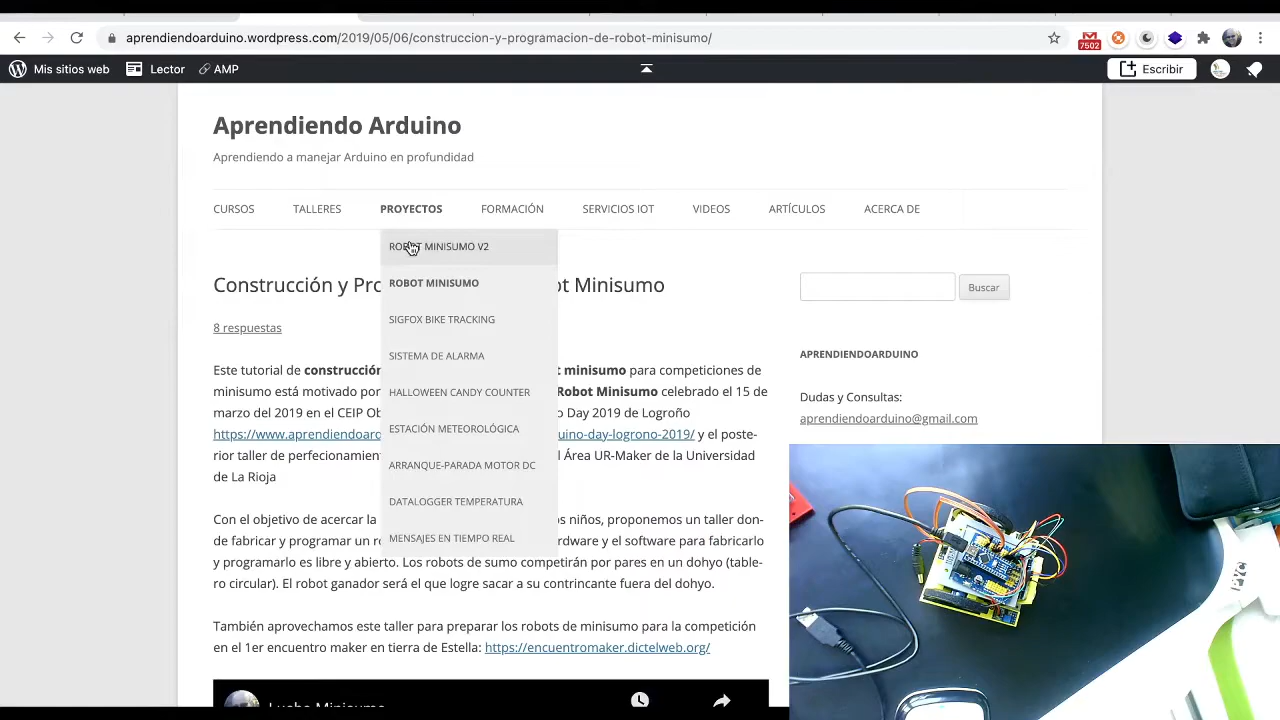 aprendiendoarduino.wordpress.com/2019/05/06/construccion-y-programacion-de-robot-minisumo/
7502
Mis sitios web Lector AMP Escribir
Aprendiendo Arduino
Aprendiendo a manejar Arduino en profundidad
CURSOS TALLERES PROYECTOS FORMACIÓN SERVICIOS IOT VIDEOS ARTÍCULOS ACERCA DE
ROBOT MINISUMO V2
ROBOT MINISUMO
SIGFOX BIKE TRACKING
SISTEMA DE ALARMA
HALLOWEEN CANDY COUNTER
ESTACIÓN METEOROLÓGICA
ARRANQUE-PARADA MOTOR DC
DATALOGGER TEMPERATURA
MENSAJES EN TIEMPO REAL
Construcción y Pro ot Minisumo
8 respuestas
Este tutorial de construcción t minisumo para competiciones de
minisumo está motivado por Robot Minisumo celebrado el 15 de
marzo del 2019 en el CEIP Ob o Day 2019 de Logroño
https://www.aprendiendoard uino-day-logrono-2019/ y el poste-
rior taller de perfecionamien Área UR-Maker de la Universidad
de La Rioja
Con el objetivo de acercar la os niños, proponemos un taller don-
de fabricar y programar un ro rdware y el software para fabricarlo
y programarlo es libre y abierto. Los robots de sumo competirán por pares en un dohyo (table-
ro circular). El robot ganador será el que logre sacar a su contrincante fuera del dohyo.
También aprovechamos este taller para preparar los robots de minisumo para la competición
en el 1er encuentro maker en tierra de Estella: https://encuentromaker.dictelweb.org/
Lucha Minisumo
Buscar
APRENDIENDOARDUINO
Dudas y Consultas:
aprendiendoarduino@gmail.com